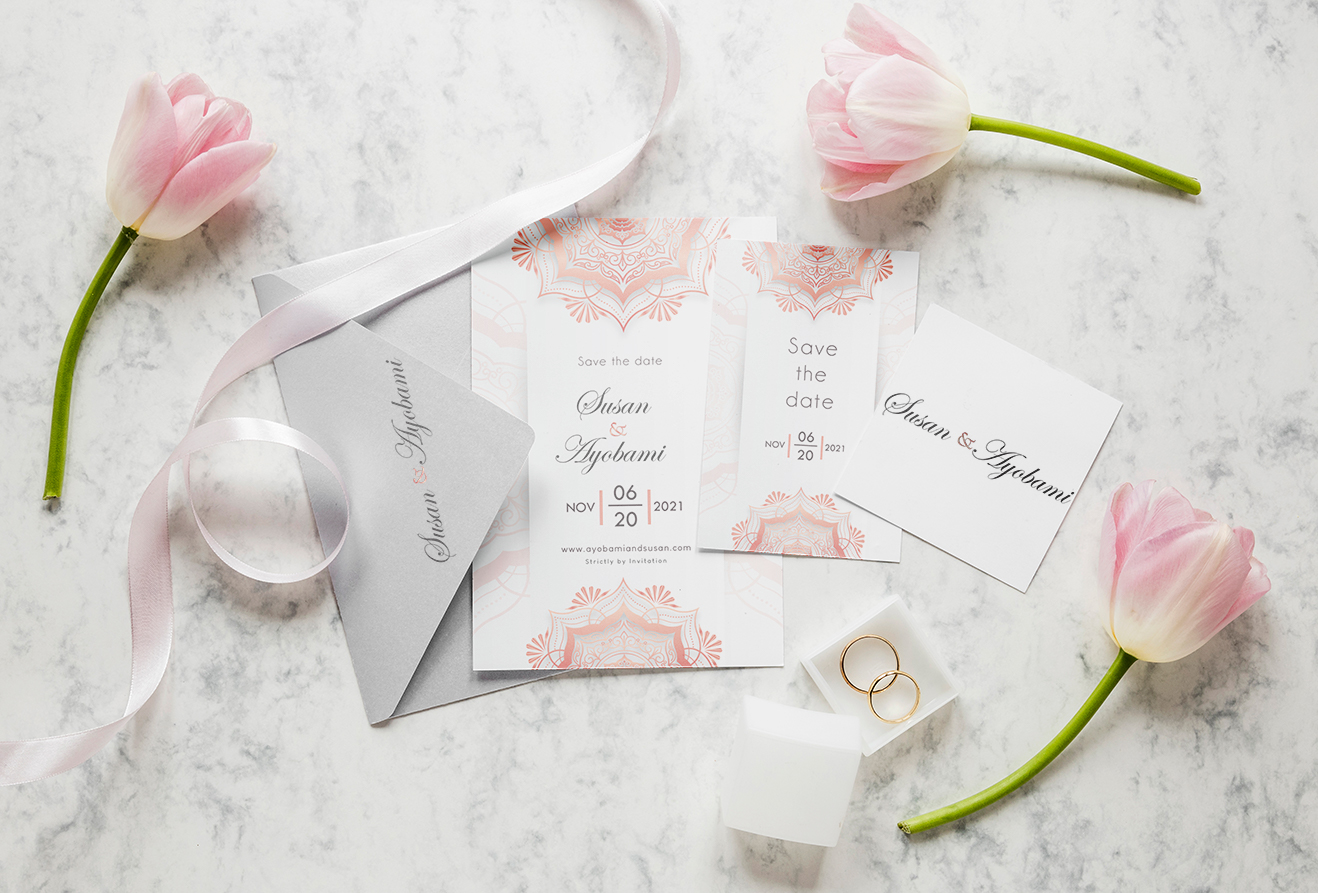 Susan & Ayobami
Save the date
Susan
&
Ayobami
NOV | 06 | 2021
20
www.ayobamiandsusan.com
Strictly by Invitation
Save
the
date
NOV | 06 | 2021
20
Susan & Ayobami